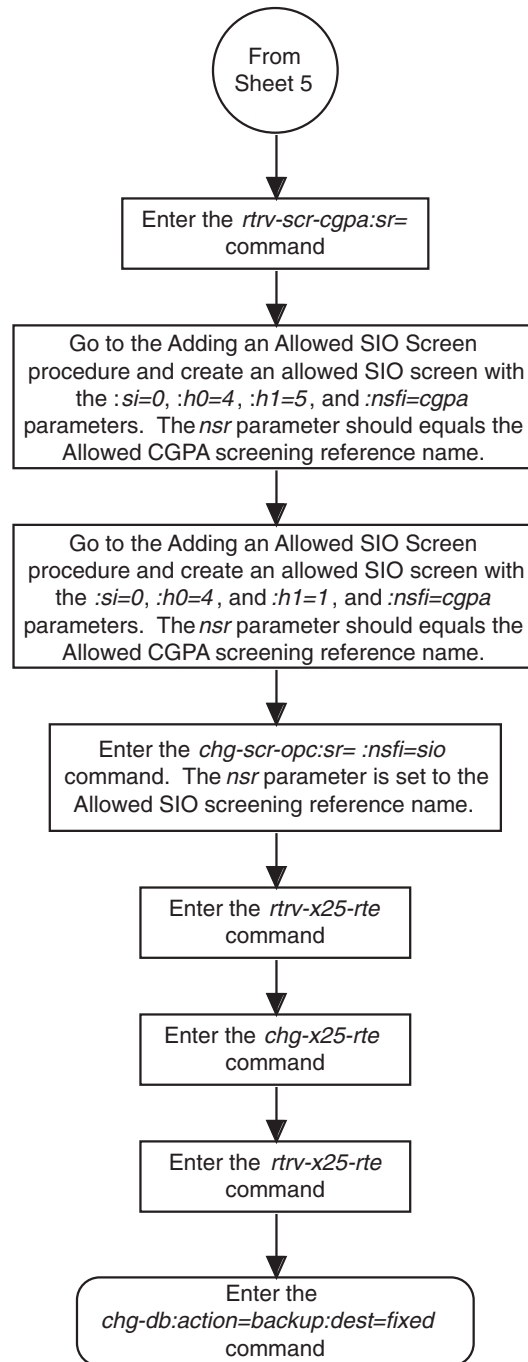 From
Sheet 5
Enter the rtrv-scr-cgpa:sr=
command
Go to the Adding an Allowed SIO Screen
procedure and create an allowed SIO screen with
the :si=0, :h0=4, :h1=5, and :nsfi=cgpa
parameters. The nsr parameter should equals the
Allowed CGPA screening reference name.
Go to the Adding an Allowed SIO Screen
procedure and create an allowed SIO screen with
the :si=0, :h0=4, and :h1=1, and :nsfi=cgpa
parameters. The nsr parameter should equals the
Allowed CGPA screening reference name.
Enter the chg-scr-opc:sr= :nsfi=sio
command. The nsr parameter is set to the
Allowed SIO screening reference name.
Enter the rtrv-x25-rte
command
Enter the chg-x25-rte
command
Enter the rtrv-x25-rte
command
Enter the
chg-db:action=backup:dest=fixed
command